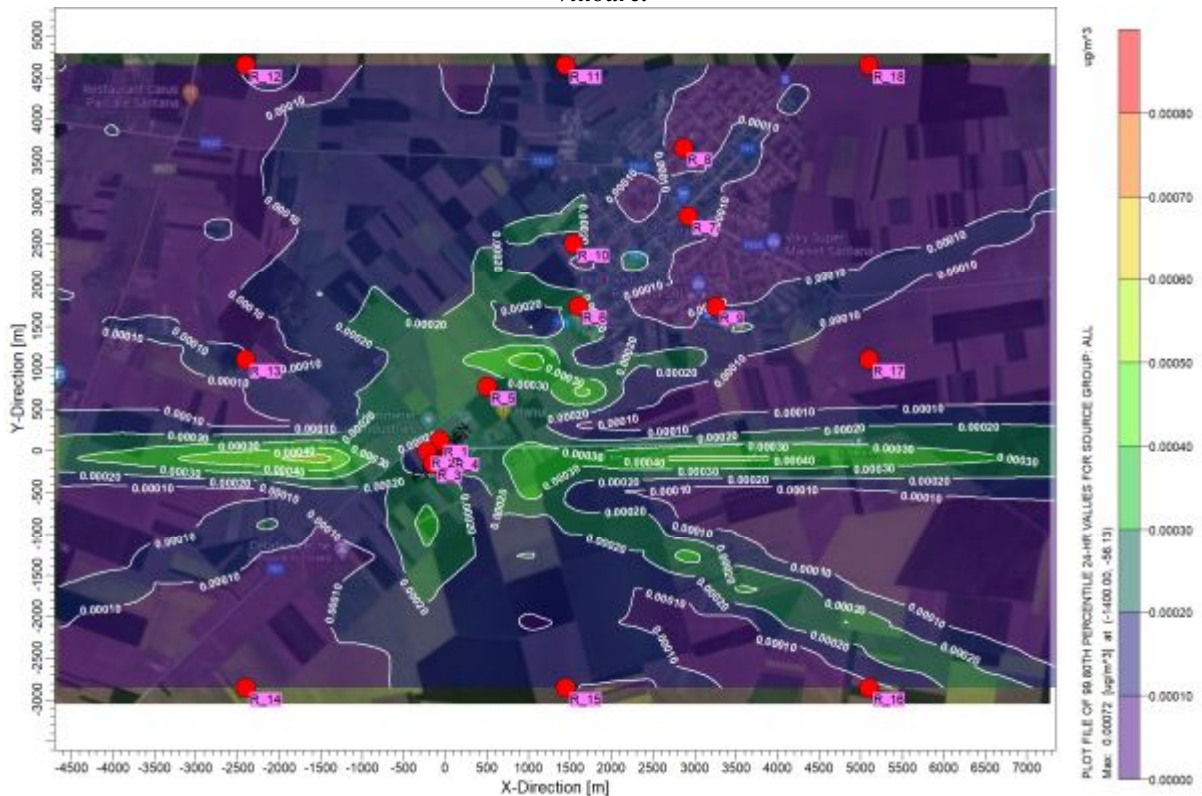 ug/m^3
5000
4500
4000
3500
3000
2500
2000
1500
1000
500
0
-500
-1000
-1500
-2000
-2500
-3000
Y-Direction [m]
-4500 -4000 -3500 -3000 -2500 -2000 -1500 -1000 -500 0 500 1000 1500 2000 2500 3000 3500 4000 4500 5000 5500 6000 6500 7000
X-Direction [m]
R_12
R_11
R_18
Restaurant Casus
Parcare Santana
R_8
R_7
R_10
Market Santana
R_6
R_9
R_13
R_17
R_5
R_1
R_2
R_4
R_3
R_14
R_15
R_16
0.00010
0.00020
0.00030
0.00040
PLOT FILE OF 99.80TH PERCENTILE 24-HR VALUES FOR SOURCE GROUP: ALL
Max: 0.00072 [ug/m^3] at (-1400.00, -56.13)
0.00080
0.00070
0.00060
0.00050
0.00040
0.00030
0.00020
0.00010
0.00000